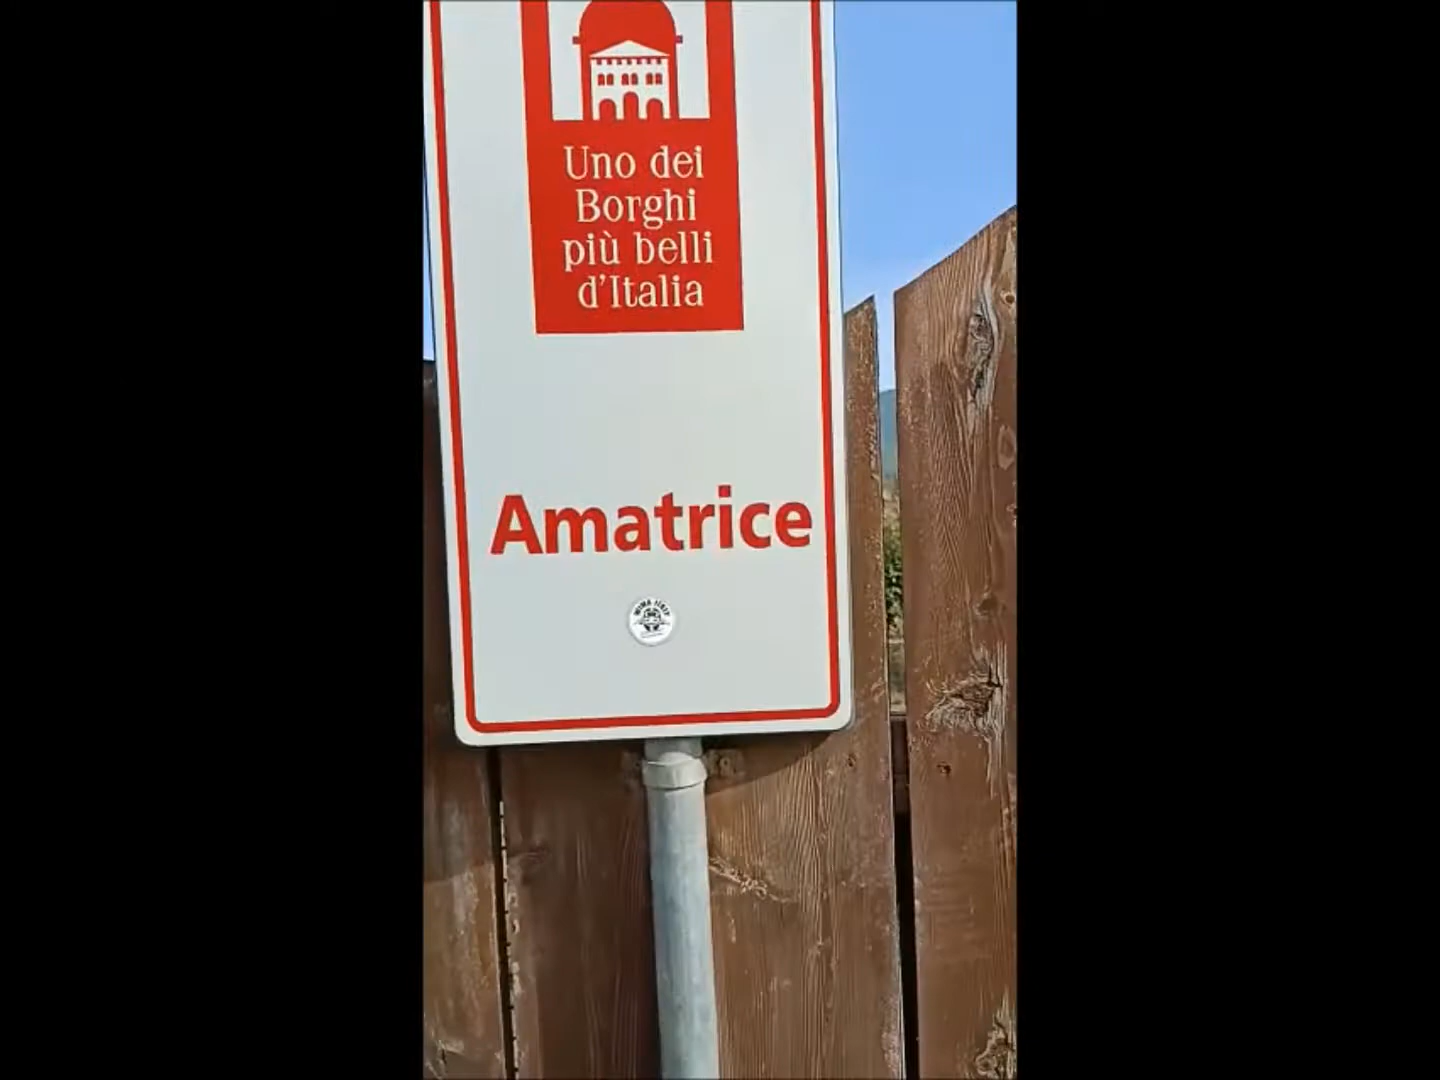 Uno dei
Borghi
più belli
d'Italia
Amatrice